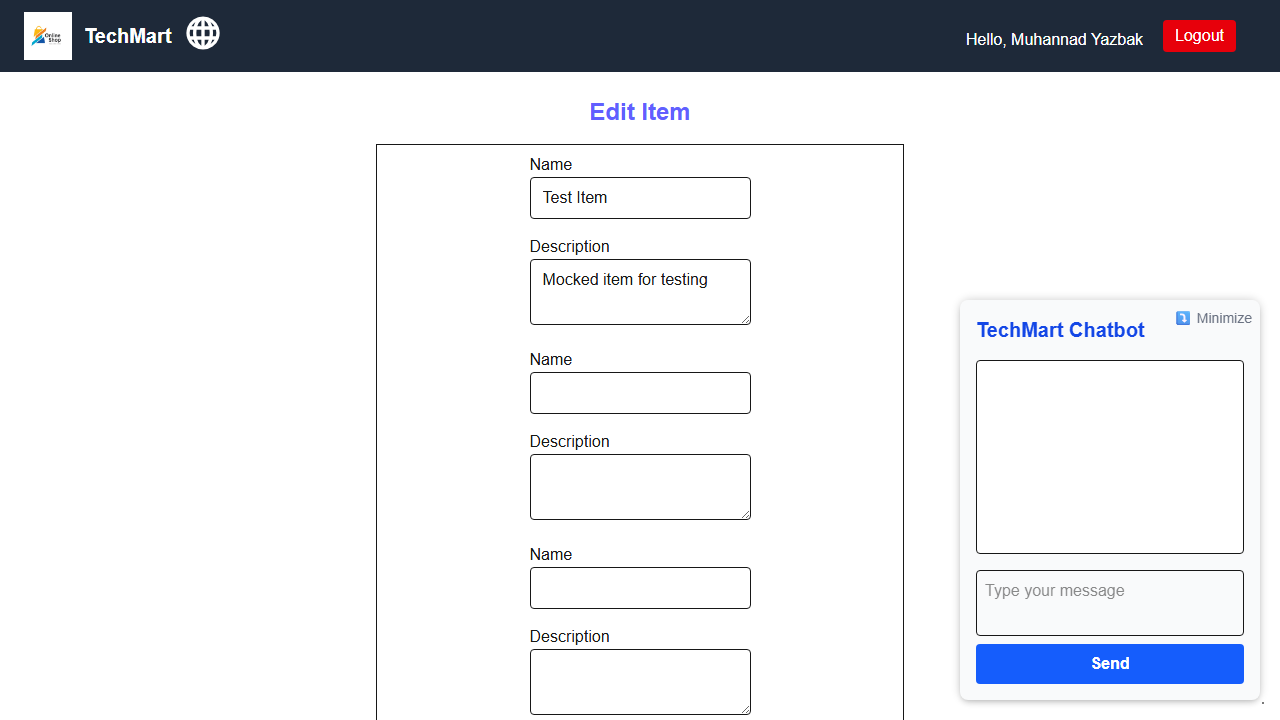 Online
Shop
TechMart
Hello, Muhannad Yazbak
Logout
Edit Item
Name
Test Item
Description
Mocked item for testing
Name
Description
Name
Description
Minimize
TechMart Chatbot
Type your message
Send
.